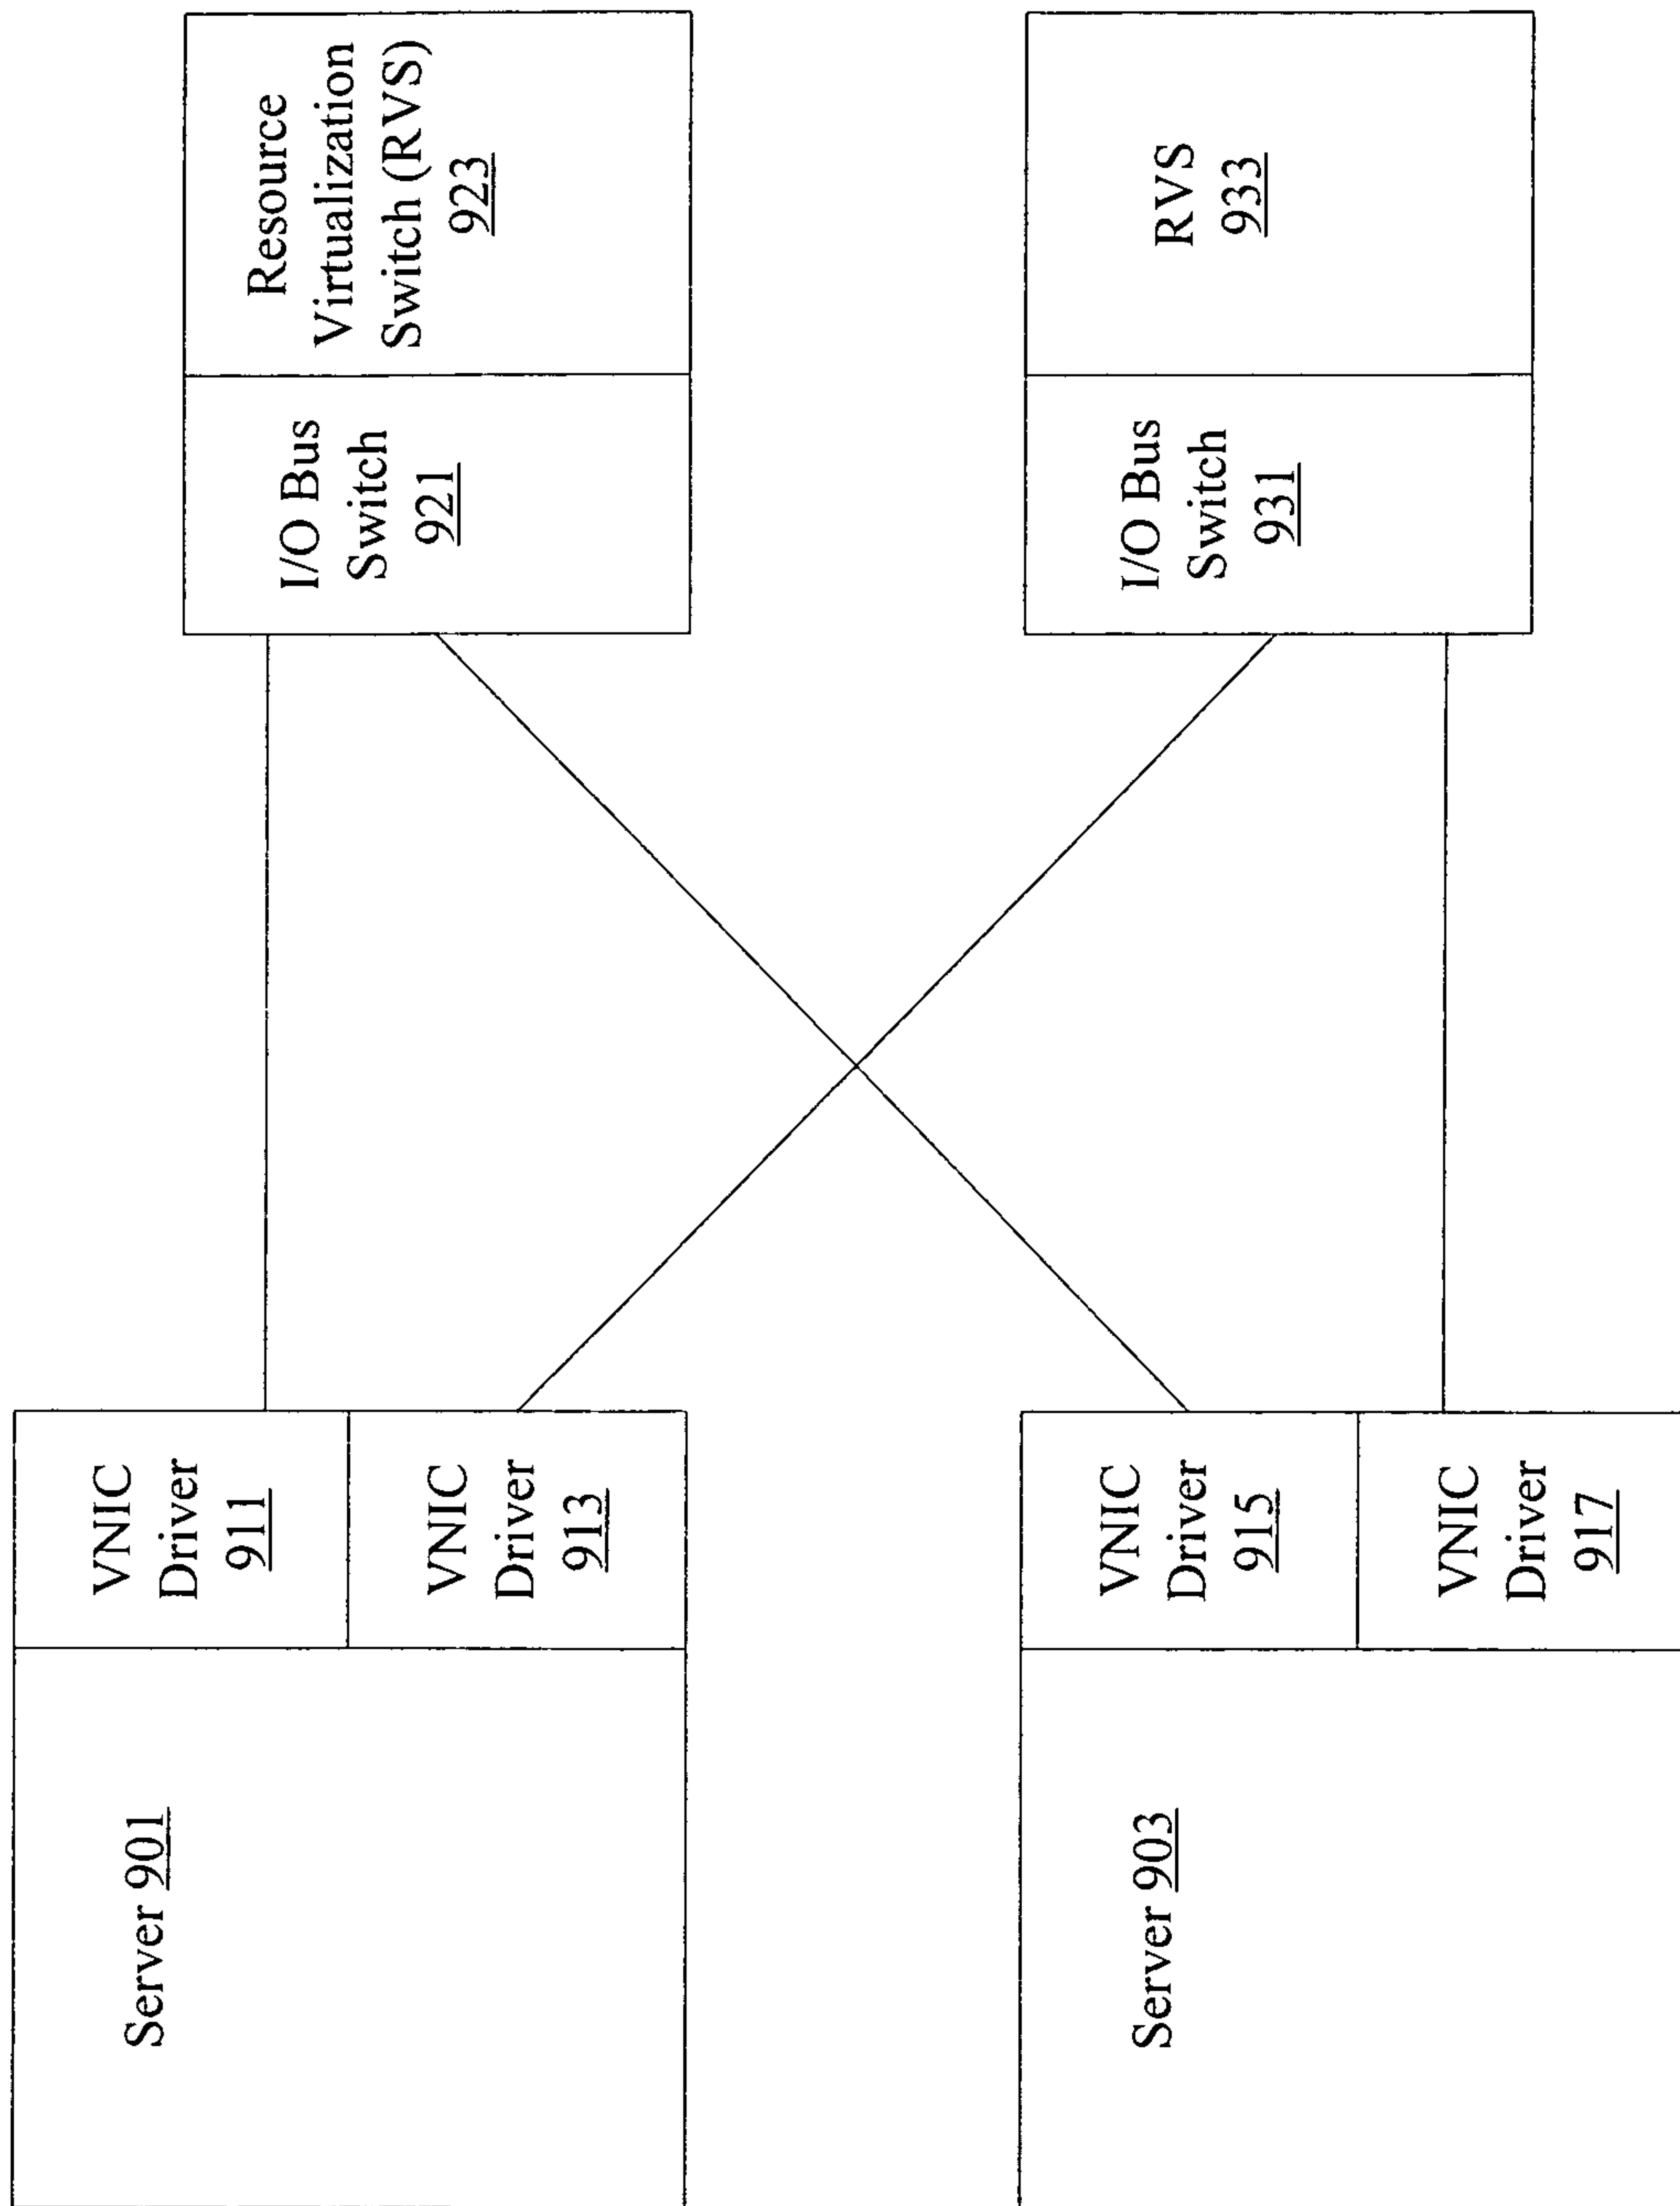 Server 901
VNIC
Driver
911
VNIC
Driver
913
I/O Bus
Switch
921
Resource
Virtualization
Switch (RVS)
923
Server 903
VNIC
Driver
915
VNIC
Driver
917
I/O Bus
Switch
931
RVS
933